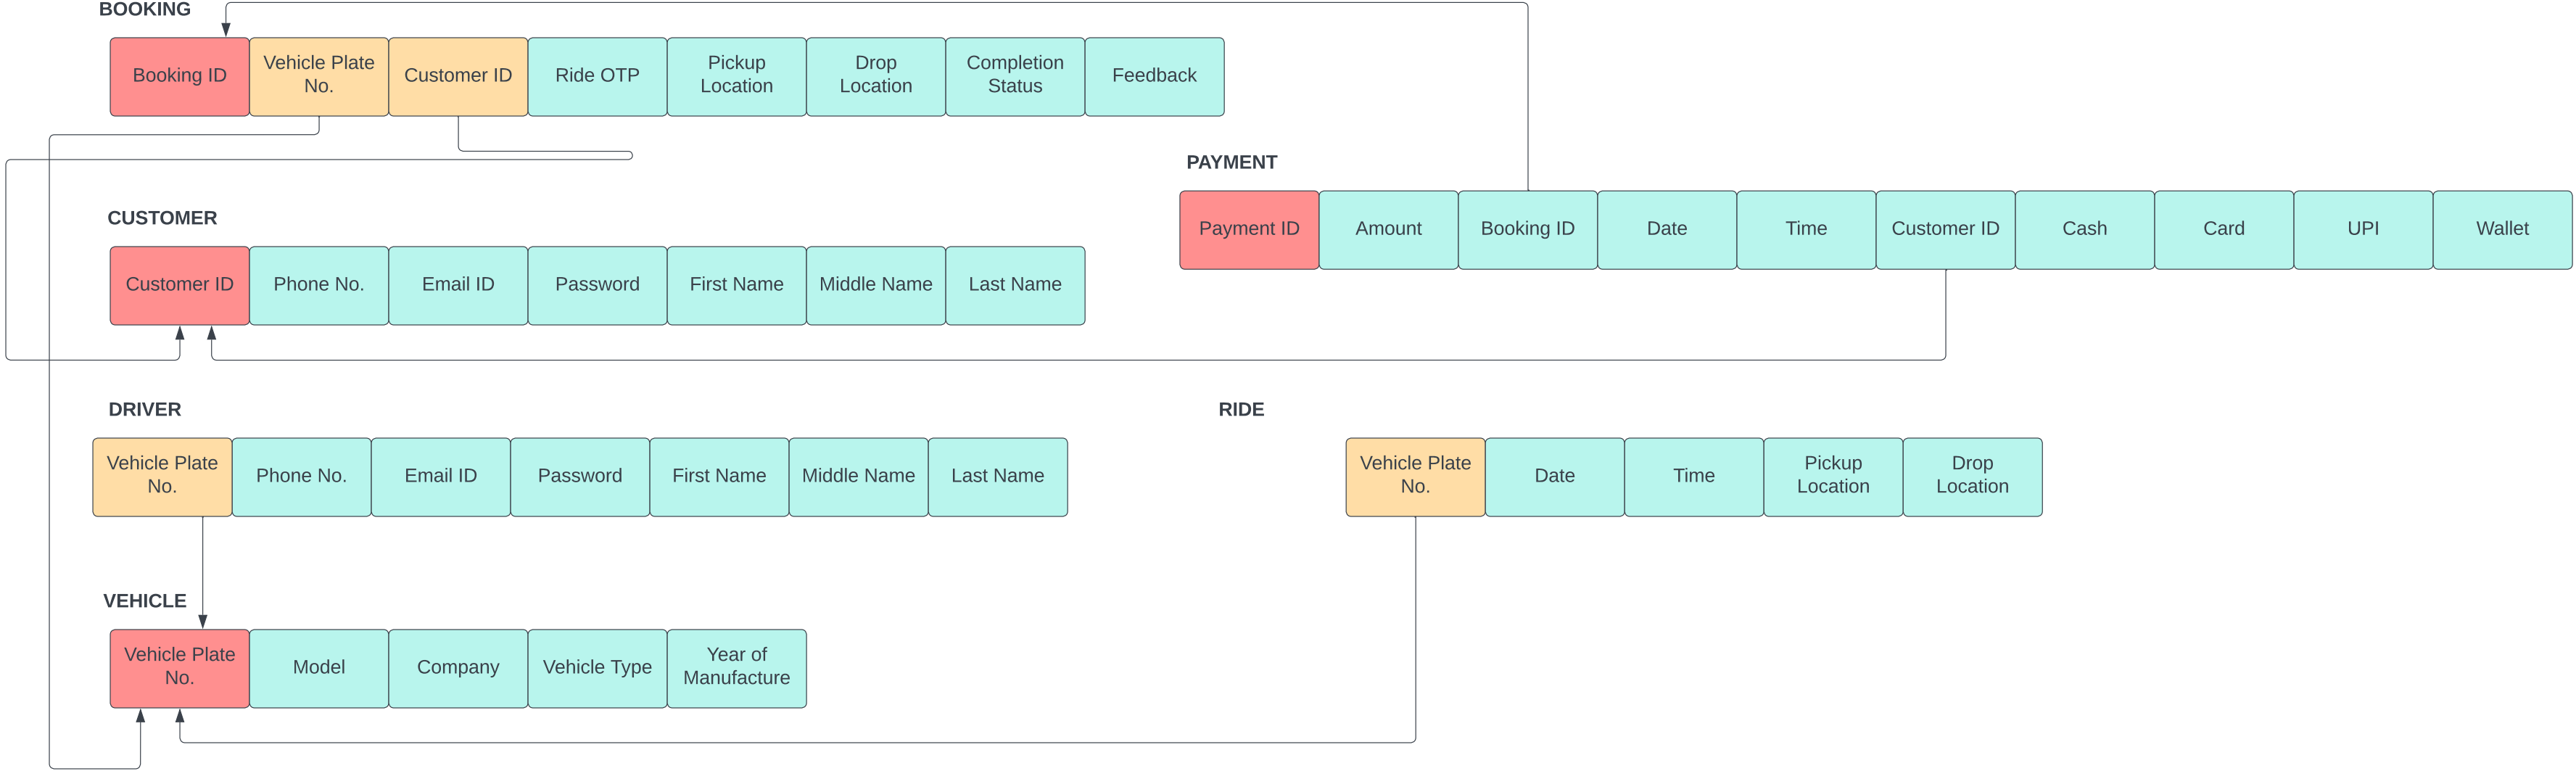 BOOKING
Booking ID
Vehicle Plate
No.
Customer ID
Ride OTP
Pickup
Location
Drop
Location
Completion
Status
Feedback
PAYMENT
Payment ID
Amount
Booking ID
Date
Time
Customer ID
Cash
Card
UPI
Wallet
CUSTOMER
Customer ID
Phone No.
Email ID
Password
First Name
Middle Name
Last Name
DRIVER
Vehicle Plate
No.
Phone No.
Email ID
Password
First Name
Middle Name
Last Name
RIDE
Vehicle Plate
No.
Date
Time
Pickup
Location
Drop
Location
VEHICLE
Vehicle Plate
No.
Model
Company
Vehicle Type
Year of
Manufacture